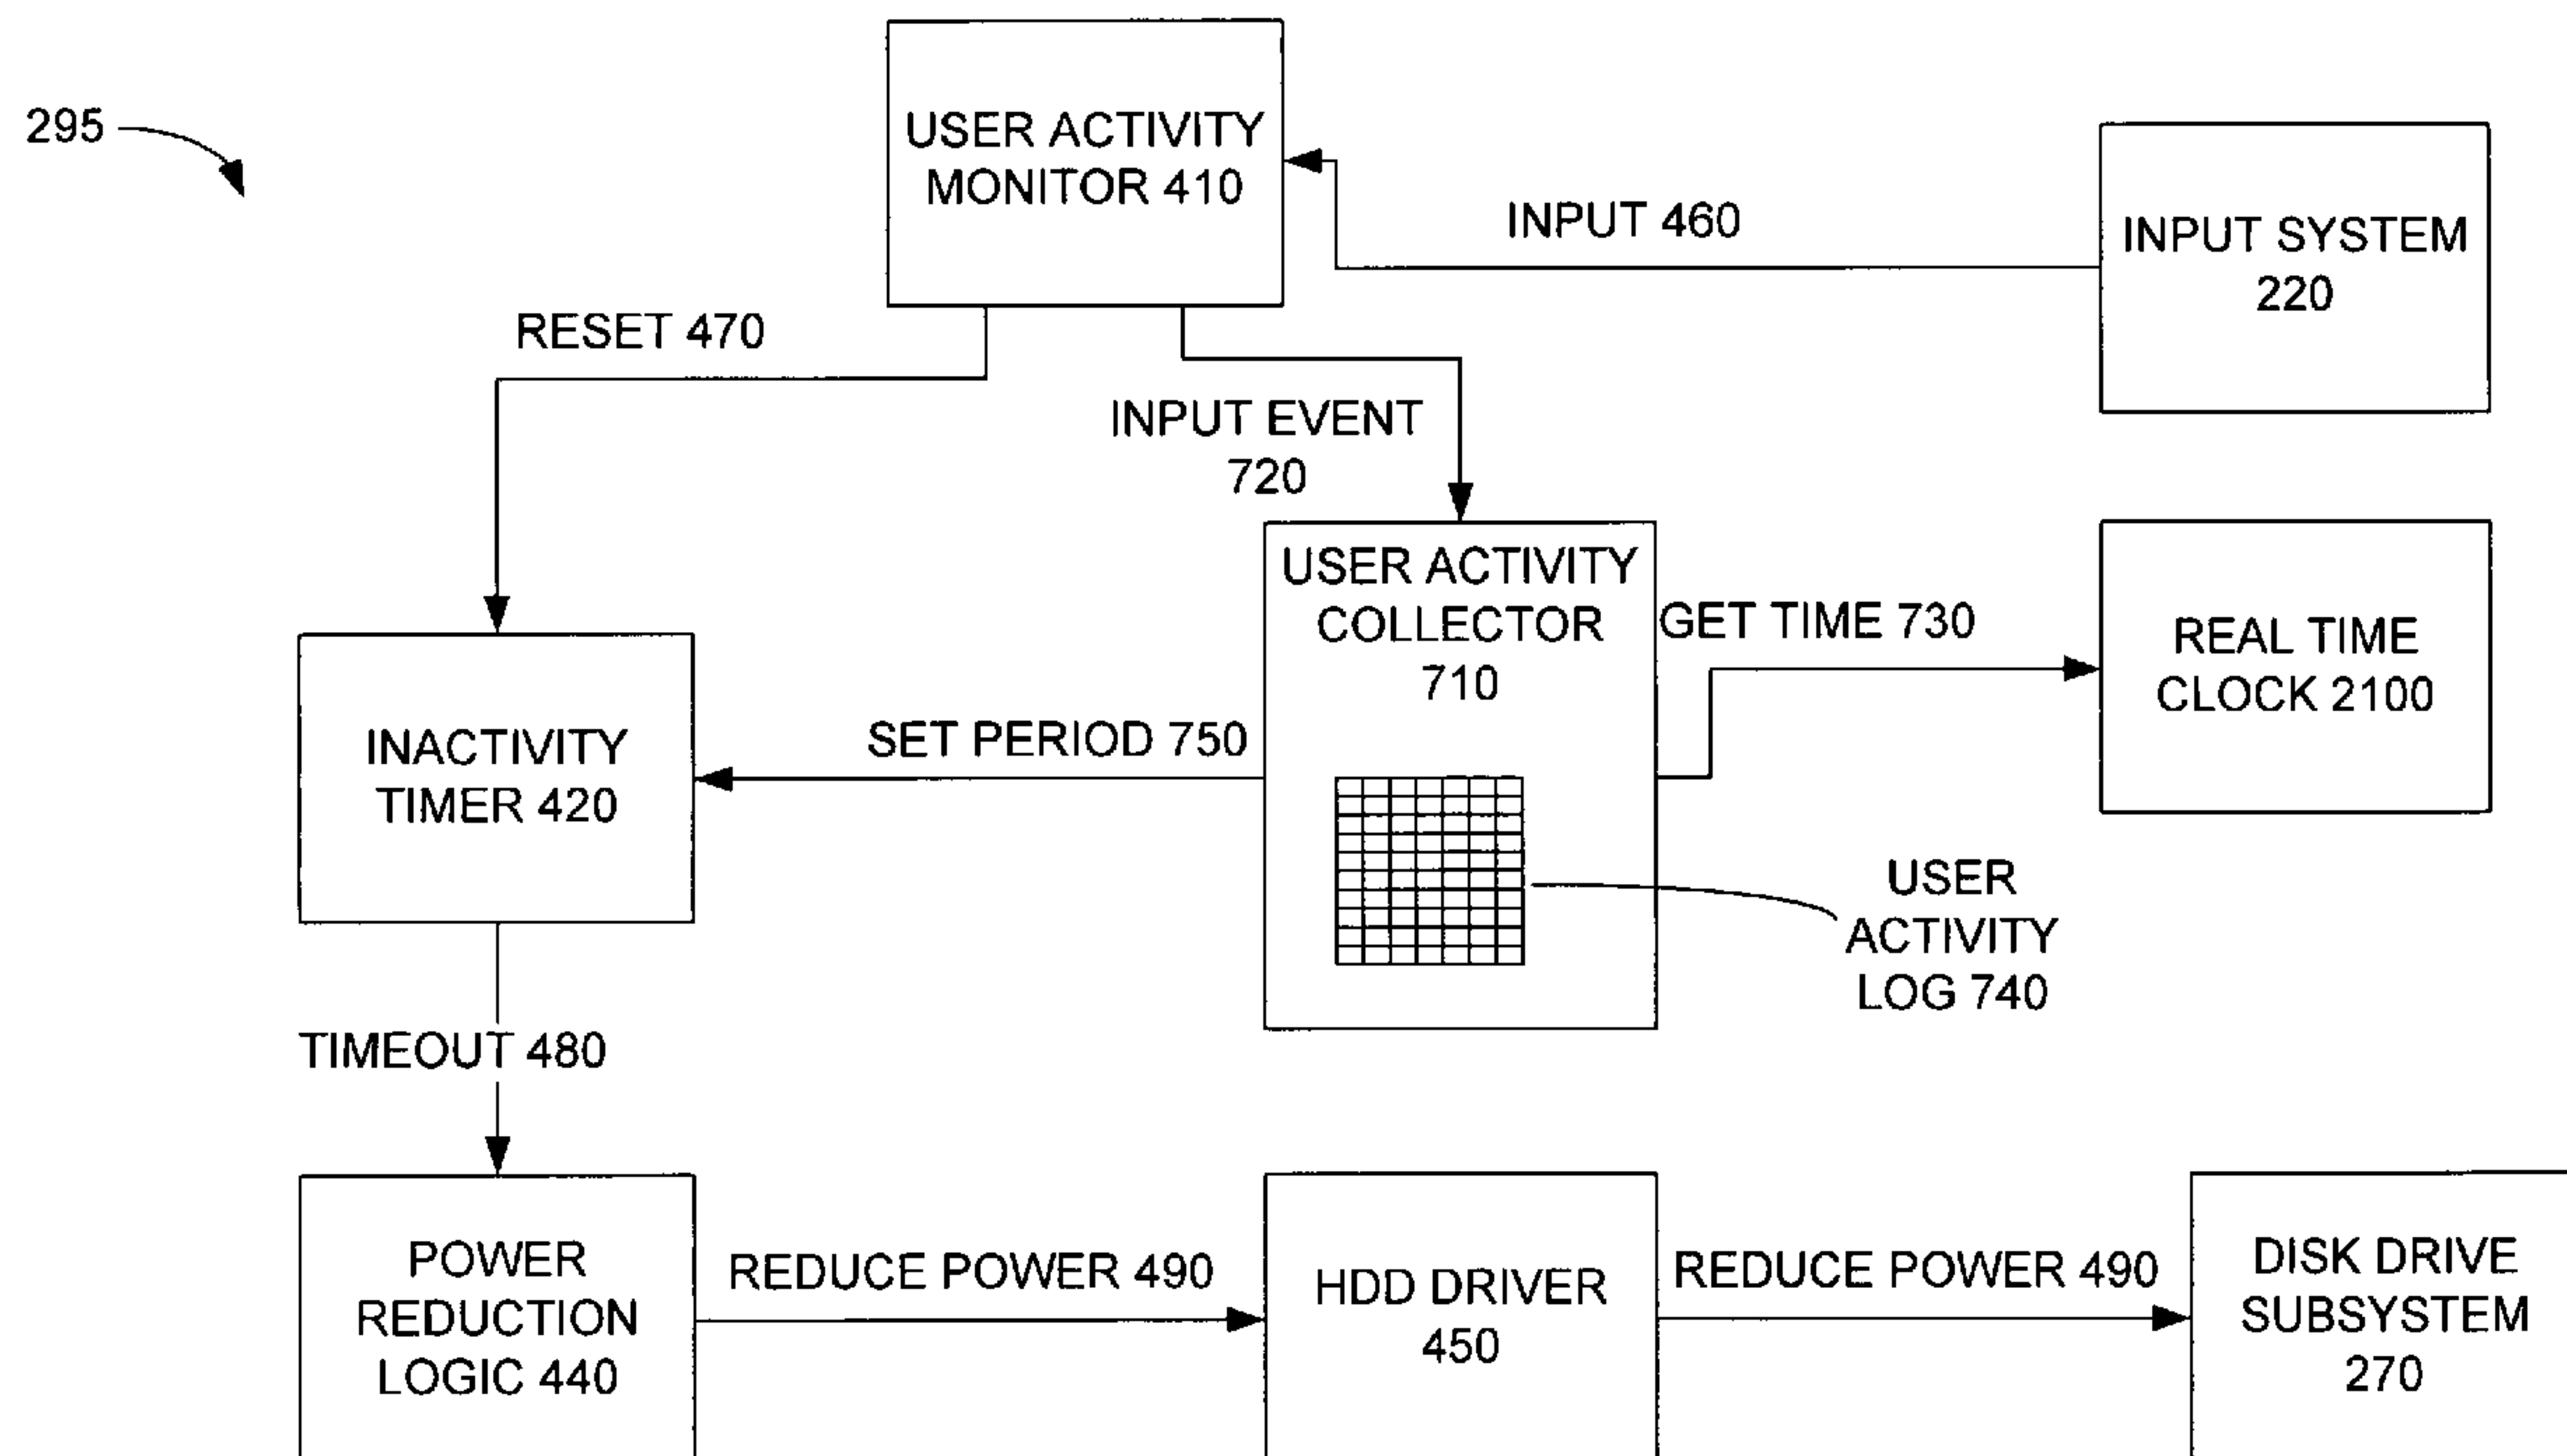 USER ACTIVITY
MONITOR 410
295
INPUT SYSTEM
220
INPUT 460
RESET 470
INPUT EVENT
720
USER ACTIVITY
COLLECTOR
710
GET TIME 730
REAL TIME
CLOCK 2100
INACTIVITY
TIMER 420
SET PERIOD 750
USER
ACTIVITY
LOG 740
TIMEOUT 480
POWER
REDUCTION
LOGIC 440
REDUCE POWER 490
HDD DRIVER
450
REDUCE POWER 490
DISK DRIVE
SUBSYSTEM
270